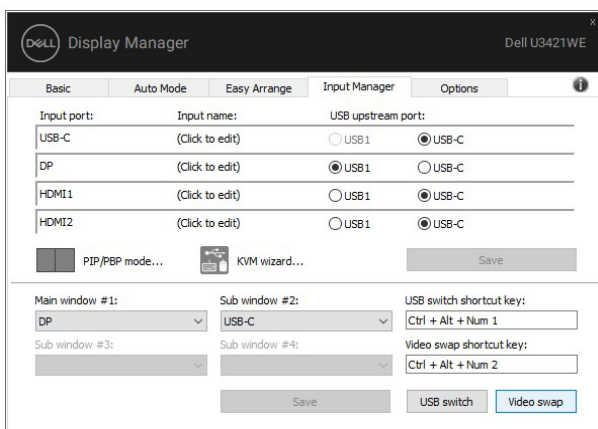 x
DELL Display Manager Dell U3421WE
Basic Auto Mode Easy Arrange Input Manager Options i
Input port: Input name: USB upstream port:
USB-C (Click to edit) USB1 USB-C
DP (Click to edit) USB1 USB-C
HDMI1 (Click to edit) USB1 USB-C
HDMI2 (Click to edit) USB1 USB-C
PIP/PBP mode... KVM wizard... Save
Main window #1: Sub window #2: USB switch shortcut key:
DP USB-C Ctrl + Alt + Num 1
Sub window #3: Sub window #4: Video swap shortcut key:
Ctrl + Alt + Num 2
Save USB switch Video swap